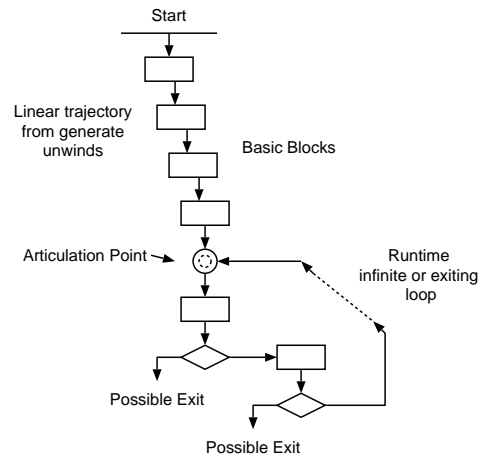 Start
Linear trajectory
from generate
unwinds
Basic Blocks
Articulation Point
Runtime
infinite or exiting
loop
Possible Exit
Possible Exit